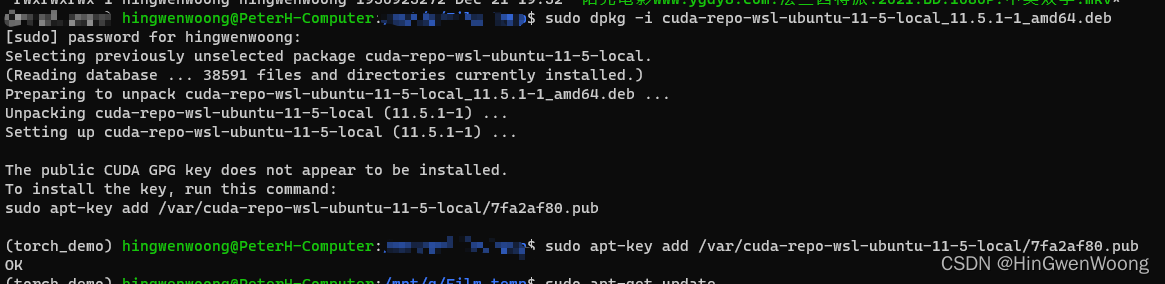 hingwenwoong@PeterH-Computer: $ sudo dpkg -i cuda-repo-wsl-ubuntu-11-5-local_11.5.1-1_amd64.deb
[sudo] password for hingwenwoong:
Selecting previously unselected package cuda-repo-wsl-ubuntu-11-5-local.
(Reading database ... 38591 files and directories currently installed.)
Preparing to unpack cuda-repo-wsl-ubuntu-11-5-local_11.5.1-1_amd64.deb ...
Unpacking cuda-repo-wsl-ubuntu-11-5-local (11.5.1-1) ...
Setting up cuda-repo-wsl-ubuntu-11-5-local (11.5.1-1) ...
The public CUDA GPG key does not appear to be installed.
To install the key, run this command:
sudo apt-key add /var/cuda-repo-wsl-ubuntu-11-5-local/7fa2af80.pub
(torch_demo) hingwenwoong@PeterH-Computer: $ sudo apt-key add /var/cuda-repo-wsl-ubuntu-11-5-local/7fa2af80.pub
OK
(torch_demo) hingwenwoong@PeterH-Computer:/mnt/g/Film_temp$ sudo apt-get update
CSDN @HinGwenWoong